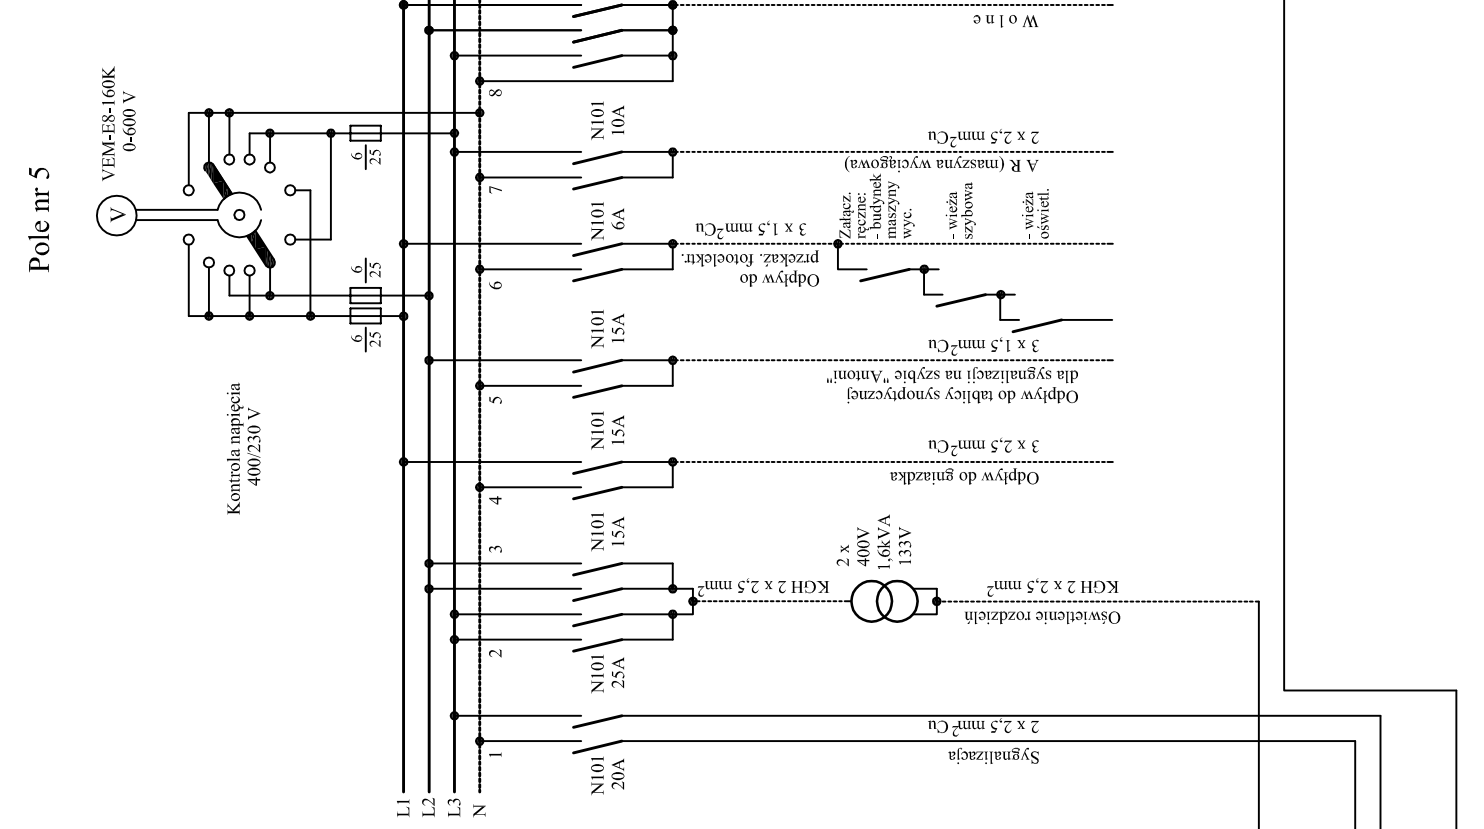 Pole nr 5
VEM-E8-160K
0-600 V
V
6
25
6
25
6
25
Kontrola napięcia
400/230 V
L1
L2
L3
N
W o l n e
8
N101
10A
2 x 2,5 mm²Cu
A R (maszyna wyciągowa)
7
N101
6A
3 x 1,5 mm²Cu
Odpływ do
przekaź. fotoelektr.
Załącz.
ręczne:
- budynek
maszyny
wyc.
- wieża
szybowa
- wieża
oświetl.
6
N101
15A
3 x 1,5 mm²Cu
Odpływ do tablicy synoptycznej
dla sygnalizacji na szybie "Antoni"
5
N101
15A
3 x 2,5 mm²Cu
Odpływ do gniazdka
4
N101
15A
3
KGH 2 x 2,5 mm²
2 x
400V
1,6kVA
133V
KGH 2 x 2,5 mm²
Oświetlenie rozdzielń
2
N101
25A
2 x 2,5 mm²Cu
Sygnalizacja
1
N101
20A